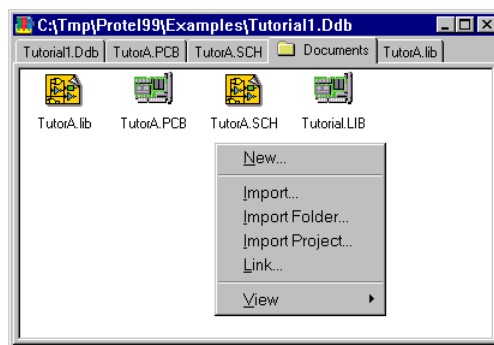 C:\Tmp\Protel99\Examples\Tutorial1.Ddb
Tutorial1.Ddb TutorA.PCB TutorA.SCH Documents TutorA.lib
TutorA.lib TutorA.PCB TutorA.SCH Tutorial.LIB
New...
Import...
Import Folder...
Import Project...
Link...
View